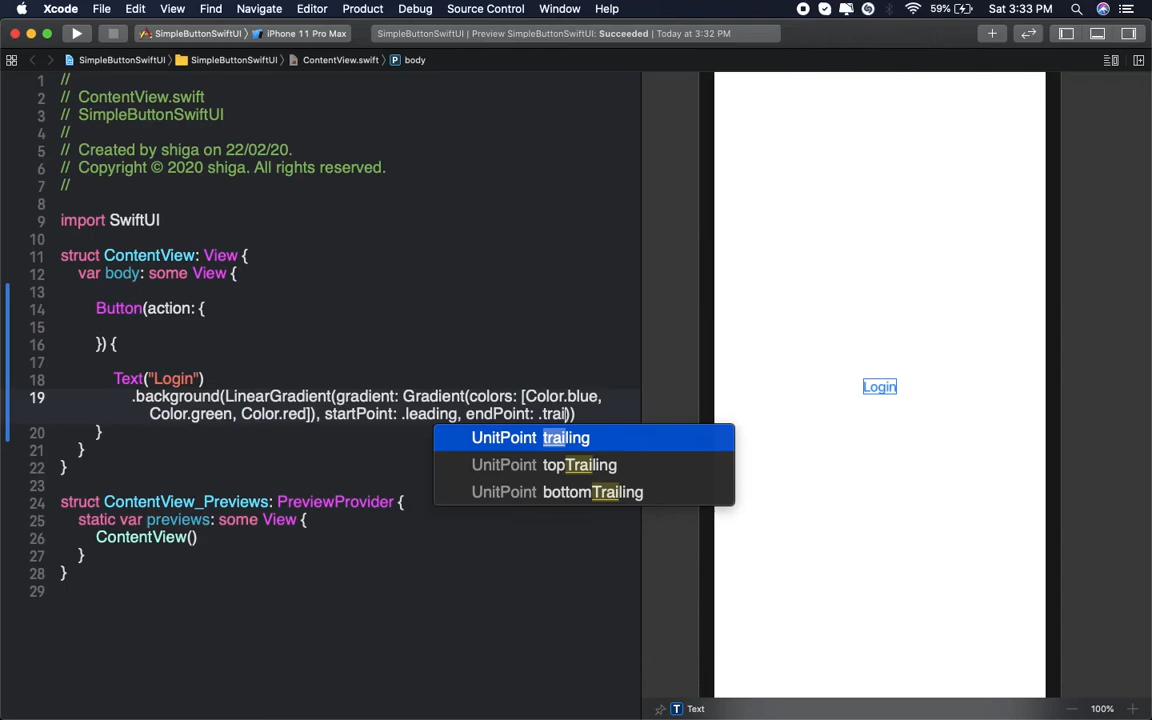 Xcode File Edit View Find Navigate Editor Product Debug Source Control Window Help 59% Sat 3:33 PM
SimpleButtonSwiftUI iPhone 11 Pro Max SimpleButtonSwiftUI | Preview SimpleButtonSwiftUI: Succeeded | Today at 3:32 PM
SimpleButtonSwiftUI SimpleButtonSwiftUI ContentView.swift P body
1 //
2 // ContentView.swift
3 // SimpleButtonSwiftUI
4 //
5 // Created by shiga on 22/02/20.
6 // Copyright © 2020 shiga. All rights reserved.
7 //
8
9 import SwiftUI
10
11 struct ContentView: View {
12 var body: some View {
13
14 Button(action: {
15
16 }) {
17
18 Text("Login")
19 .background(LinearGradient(gradient: Gradient(colors: [Color.blue,
Color.green, Color.red]), startPoint: .leading, endPoint: .trai))
20 }
21 }
22 }
23
24 struct ContentView_Previews: PreviewProvider {
25 static var previews: some View {
26 ContentView()
27 }
28 }
29
UnitPoint trailing
UnitPoint topTrailing
UnitPoint bottomTrailing
Login
T Text
100%